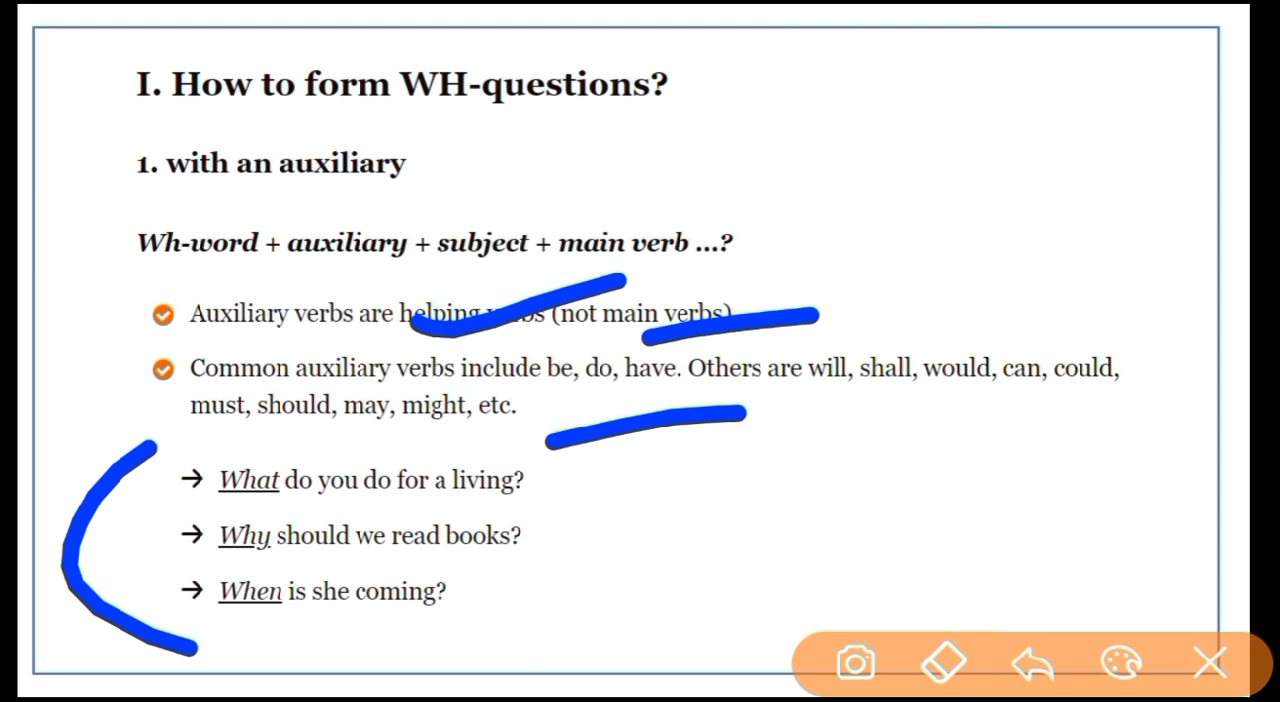 I. How to form WH-questions?
1. with an auxiliary
Wh-word + auxiliary + subject + main verb ...?
Auxiliary verbs are helping verbs (not main verbs)
Common auxiliary verbs include be, do, have. Others are will, shall, would, can, could,
must, should, may, might, etc.
→ What do you do for a living?
→ Why should we read books?
→ When is she coming?